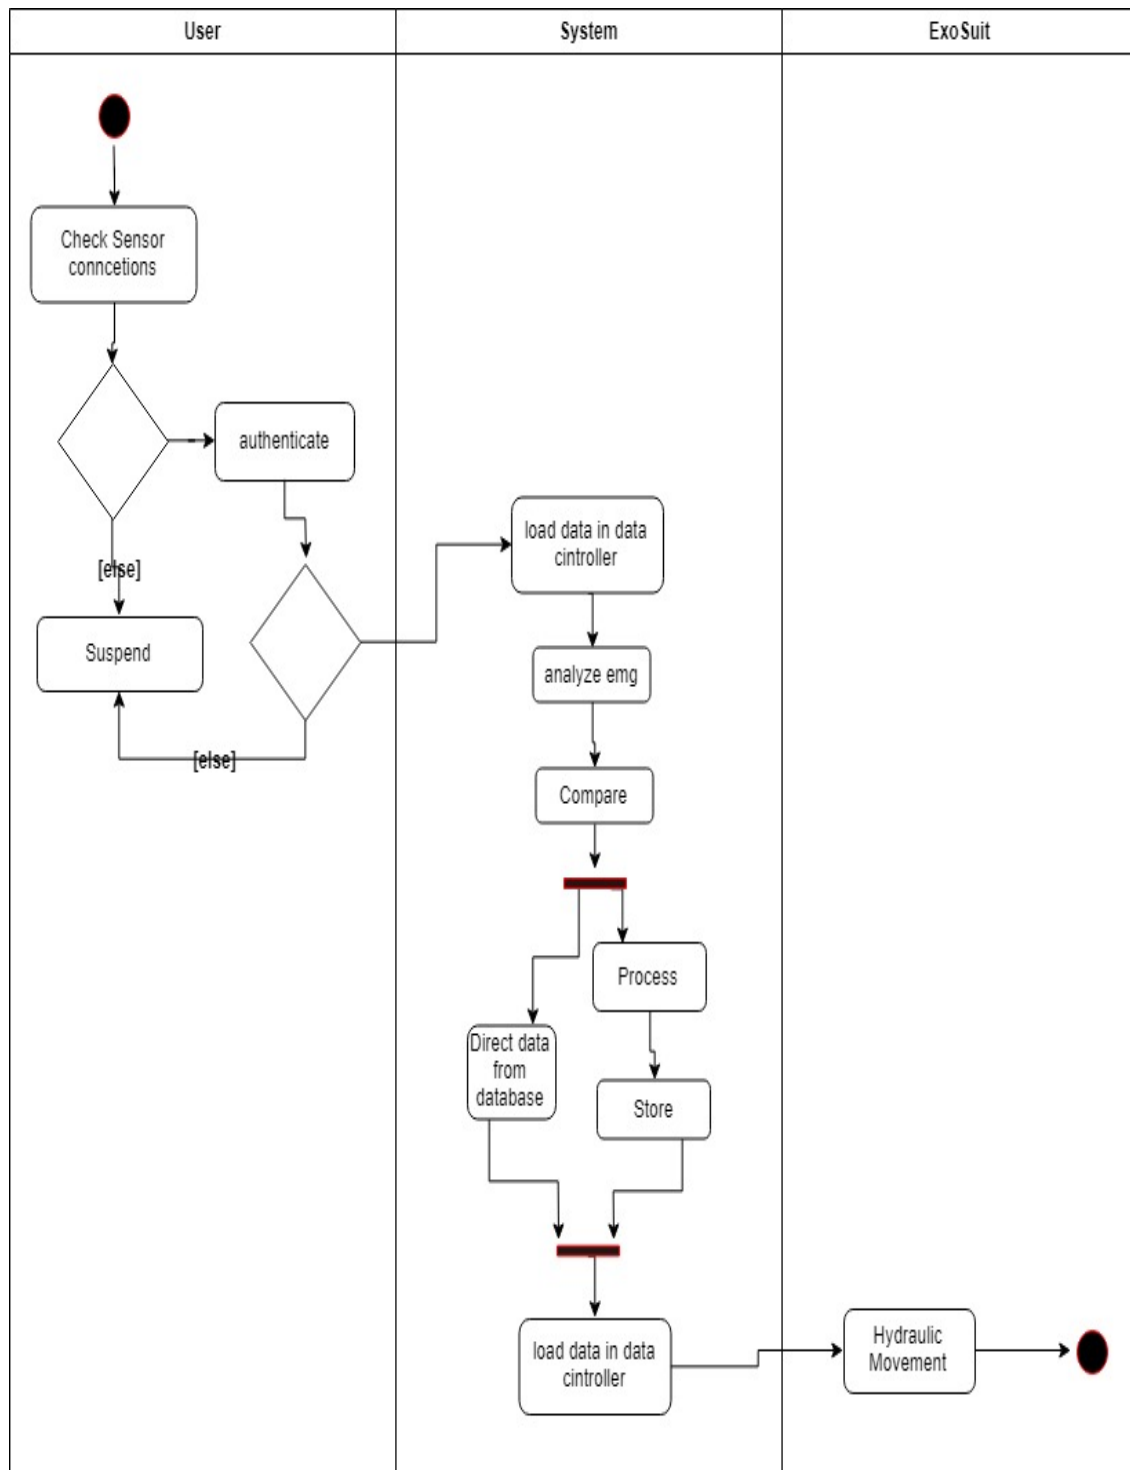 User
System
ExoSuit
Check Sensor
conncetions
authenticate
[else]
Suspend
[else]
load data in data
cintroller
analyze emg
Compare
Process
Direct data
from
database
Store
load data in data
cintroller
Hydraulic
Movement